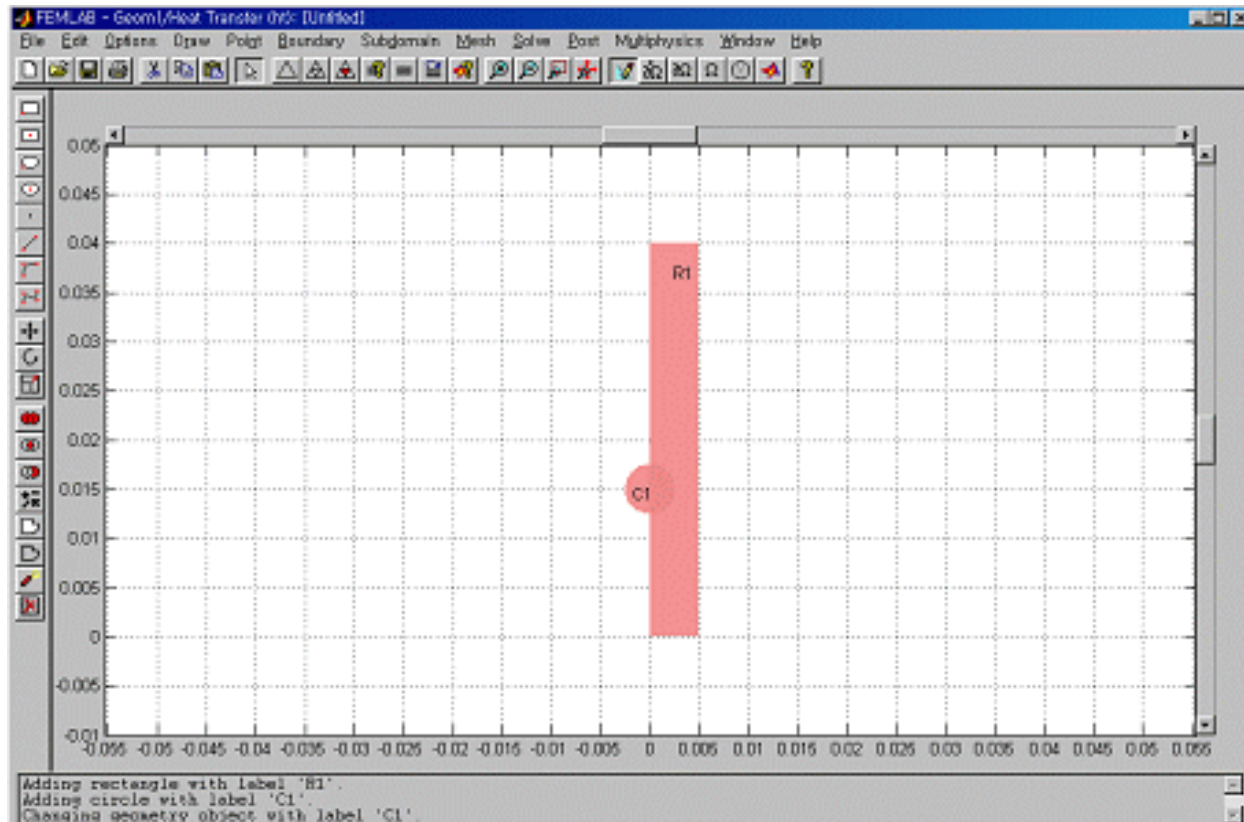 FEMLAB - Geom1/Heat Transfer (ht): [Untitled]
File Edit Options Draw Point Boundary Subdomain Mesh Solve Post Multiphysics Window Help
0.05
0.045
0.04
R1
0.035
0.03
0.025
0.02
0.015
C1
0.01
0.005
0
-0.005
-0.01
-0.055 -0.05 -0.045 -0.04 -0.035 -0.03 -0.025 -0.02 -0.015 -0.01 -0.005 0 0.005 0.01 0.015 0.02 0.025 0.03 0.035 0.04 0.045 0.05 0.055
Adding rectangle with label 'R1'.
Adding circle with label 'C1'.
Changing geometry object with label 'C1'.